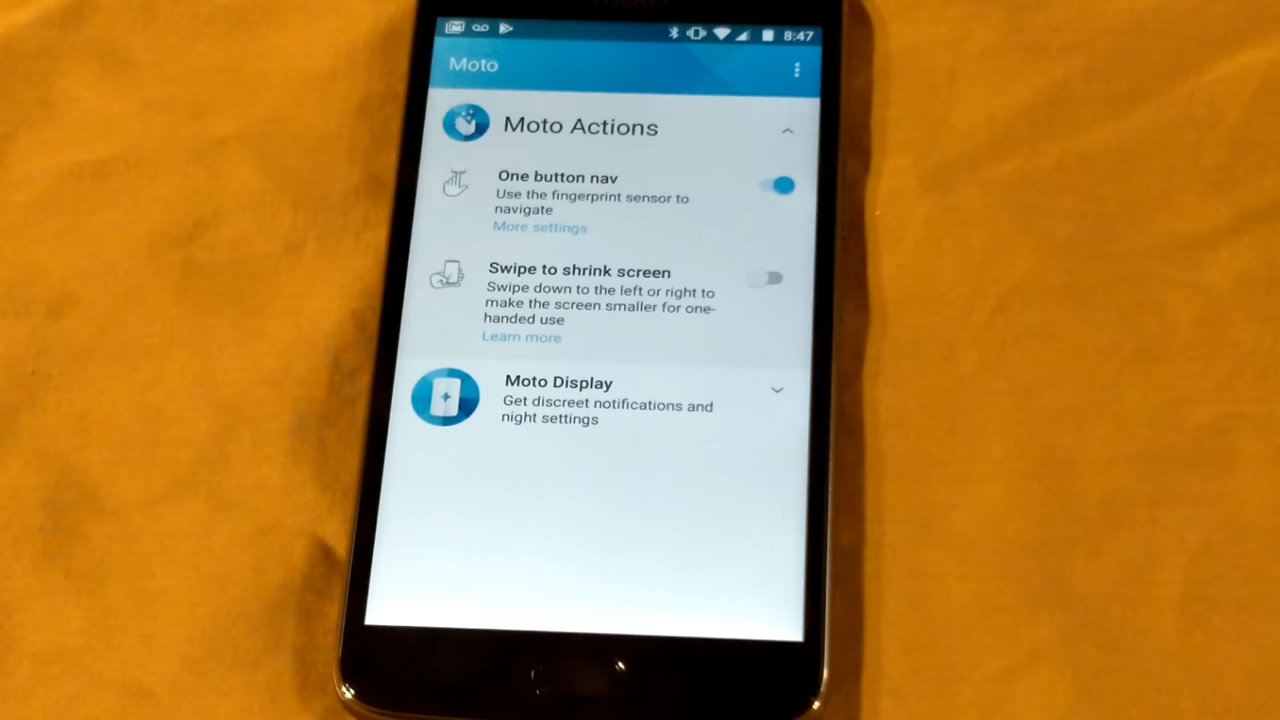 8:47
Moto
Moto Actions
One button nav
Use the fingerprint sensor to
navigate
More settings
Swipe to shrink screen
Swipe down to the left or right to
make the screen smaller for one-
handed use
Learn more
Moto Display
Get discreet notifications and
night settings